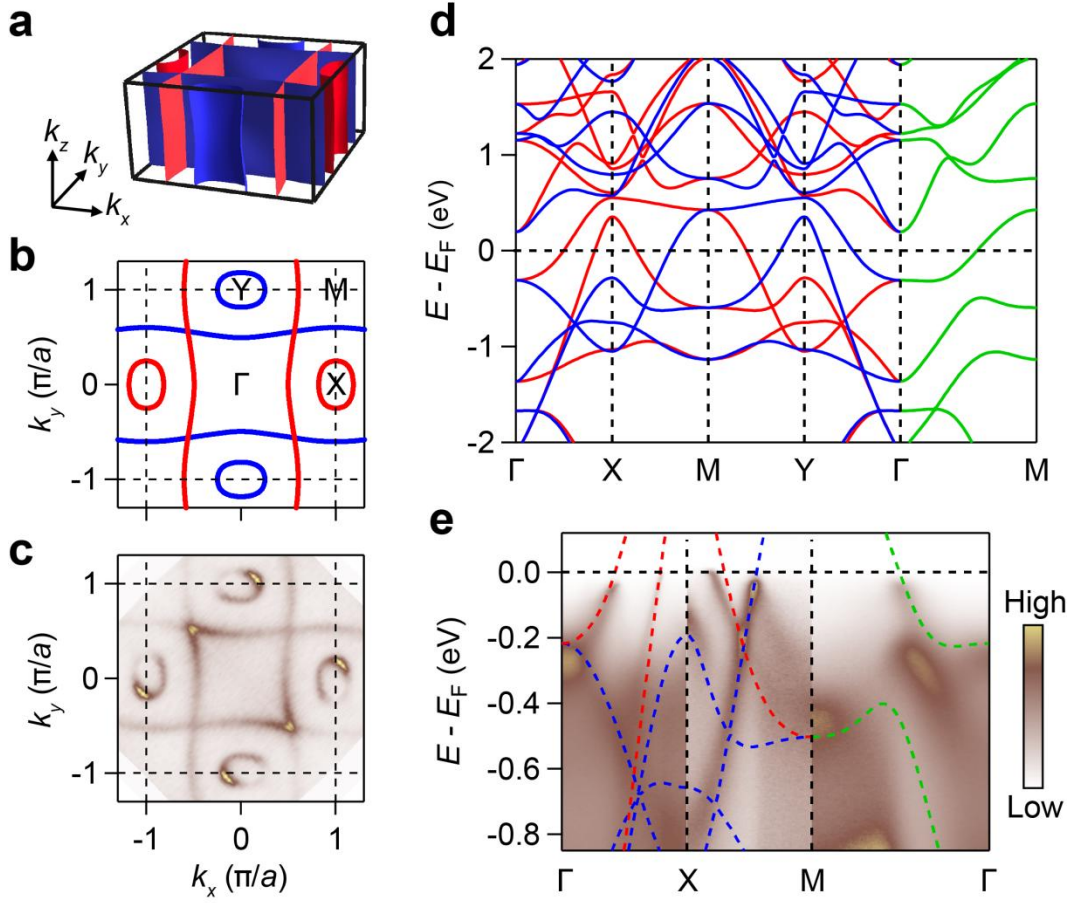 a
k_z
k_y
k_x
b
k_y (π/a)
1
0
-1
Y
M
Γ
X
c
k_y (π/a)
1
0
-1
-1
0
1
k_x (π/a)
d
E - E_F (eV)
2
1
0
-1
-2
Γ
X
M
Y
Γ
M
e
E - E_F (eV)
0.0
-0.2
-0.4
-0.6
-0.8
Γ
X
M
Γ
High
Low